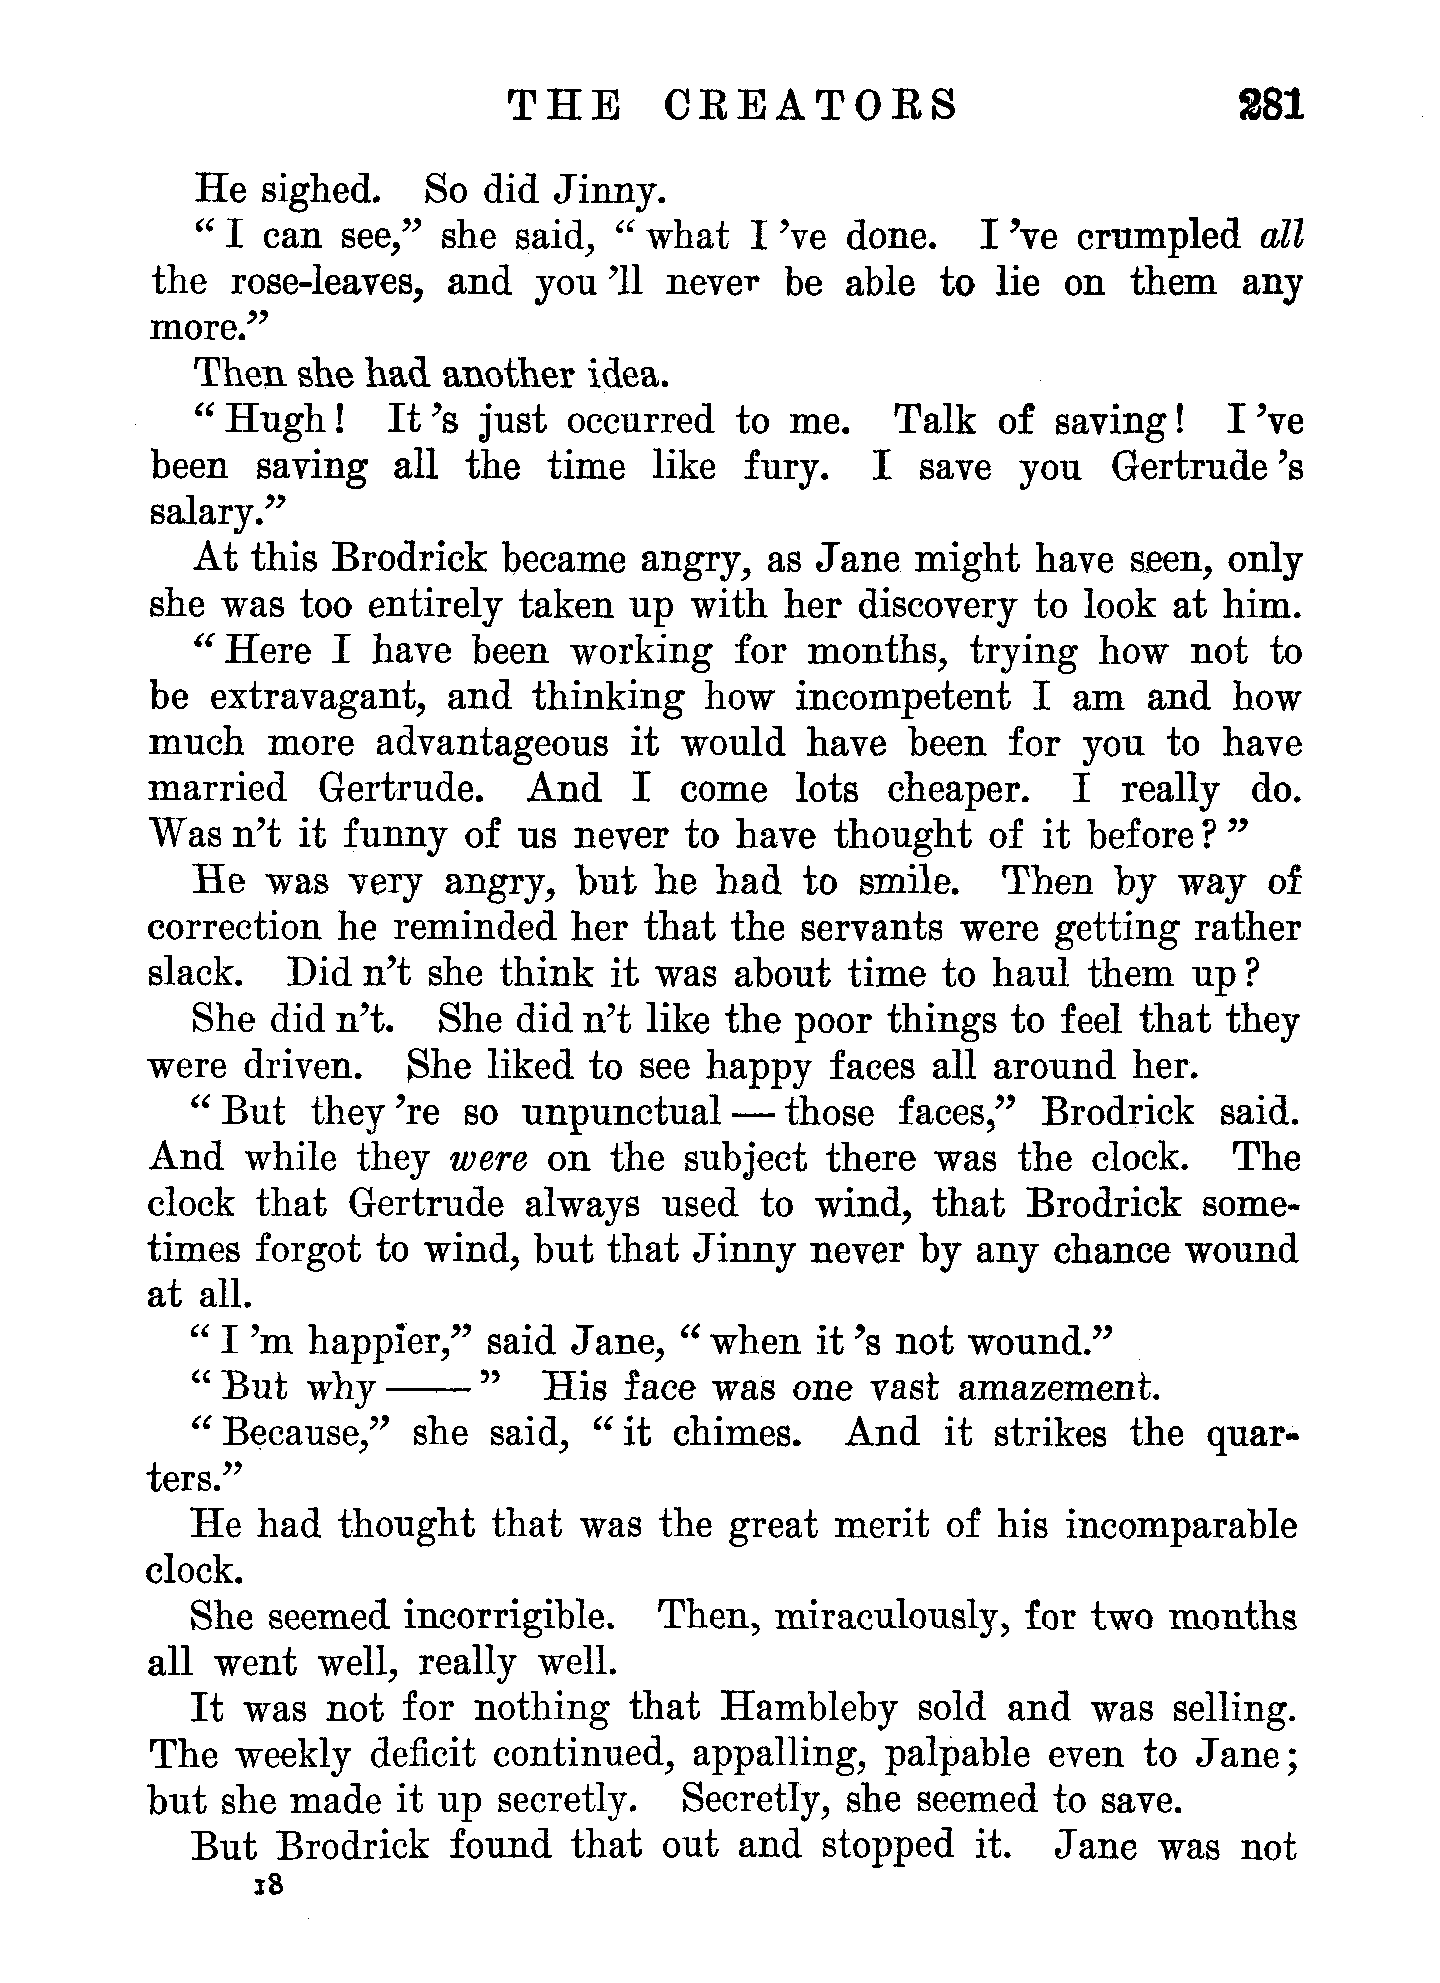 THE CREATORS 281
He sighed. So did Jinny.
“ I can see,” she said, “ what I ’ve done. I ’ve crumpled all
the rose-leaves, and you ’ll never be able to lie on them any
more.”
Then she had another idea.
“ Hugh! It ’s just occurred to me. Talk of saving! I ’ve
been saving all the time like fury. I save you Gertrude ’s
salary.”
At this Brodrick became angry, as Jane might have seen, only
she was too entirely taken up with her discovery to look at him.
“ Here I have been working for months, trying how not to
be extravagant, and thinking how incompetent I am and how
much more advantageous it would have been for you to have
married Gertrude. And I come lots cheaper. I really do.
Was n’t it funny of us never to have thought of it before? ”
He was very angry, but he had to smile. Then by way of
correction he reminded her that the servants were getting rather
slack. Did n’t she think it was about time to haul them up?
She did n’t. She did n’t like the poor things to feel that they
were driven. She liked to see happy faces all around her.
“ But they ’re so unpunctual — those faces,” Brodrick said.
And while they were on the subject there was the clock. The
clock that Gertrude always used to wind, that Brodrick some-
times forgot to wind, but that Jinny never by any chance wound
at all.
“ I ’m happier,” said Jane, “ when it ’s not wound.”
“ But why —— ” His face was one vast amazement.
“ Because,” she said, “ it chimes. And it strikes the quar-
ters.”
He had thought that was the great merit of his incomparable
clock.
She seemed incorrigible. Then, miraculously, for two months
all went well, really well.
It was not for nothing that Hambleby sold and was selling.
The weekly deficit continued, appalling, palpable even to Jane;
but she made it up secretly. Secretly, she seemed to save.
But Brodrick found that out and stopped it. Jane was not
18